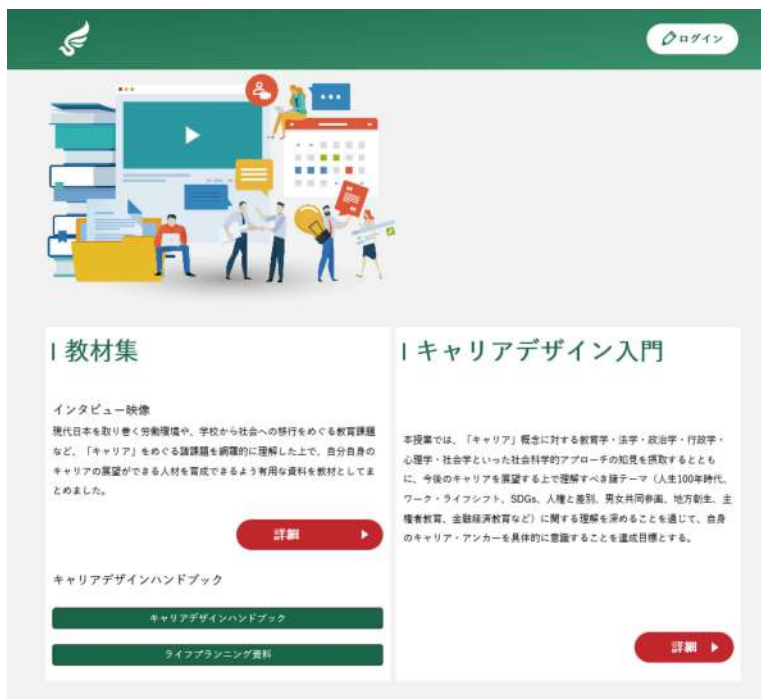 ログイン
教材集
インタビュー映像
現代日本を取り巻く労働環境や、学校から社会への移行をめぐる教育課題
など、「キャリア」をめぐる諸課題を網羅的に理解した上で、自分自身の
キャリアの展望ができる人材を育成できるよう有用な資料を教材としてま
とめました。
詳細
キャリアデザインハンドブック
キャリアデザインハンドブック
ライフプランニング資料
キャリアデザイン入門
本授業では、「キャリア」概念に対する教育学・法学・政治学・行政学・
心理学・社会学といった社会科学的アプローチの知見を摂取するととも
に、今後のキャリアを展望する上で理解すべき諸テーマ（人生100年時代、
ワーク・ライフシフト、SDGs、人権と差別、男女共同参画、地方創生、主
権者教育、金融経済教育など）に関する理解を深めることを通じて、自身
のキャリア・アンカーを具体的に意識することを達成目標とする。
詳細